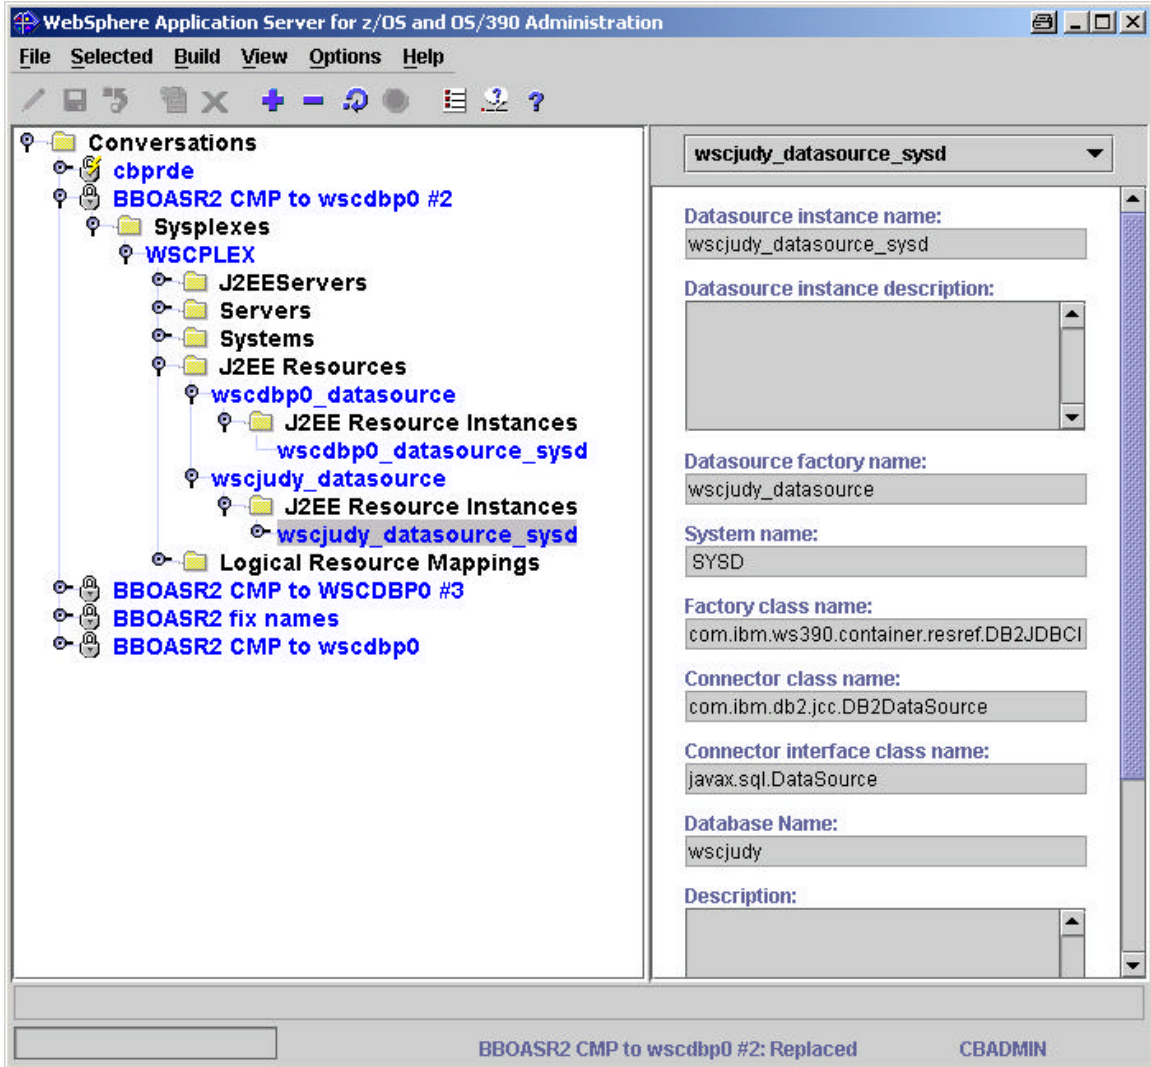 WebSphere Application Server for z/OS and OS/390 Administration
File Selected Build View Options Help
Conversations
cbprde
BBOASR2 CMP to wscdbp0 #2
Sysplexes
WSCPLEX
J2EEServers
Servers
Systems
J2EE Resources
wscdbp0_datasource
J2EE Resource Instances
wscdbp0_datasource_sysd
wscjudy_datasource
J2EE Resource Instances
wscjudy_datasource_sysd
Logical Resource Mappings
BBOASR2 CMP to WSCDBP0 #3
BBOASR2 fix names
BBOASR2 CMP to wscdbp0
wscjudy_datasource_sysd
Datasource instance name:
wscjudy_datasource_sysd
Datasource instance description:
Datasource factory name:
wscjudy_datasource
System name:
SYSD
Factory class name:
com.ibm.ws390.container.resref.DB2JDBCI
Connector class name:
com.ibm.db2.jcc.DB2DataSource
Connector interface class name:
javax.sql.DataSource
Database Name:
wscjudy
Description:
BBOASR2 CMP to wscdbp0 #2: Replaced CBADMIN